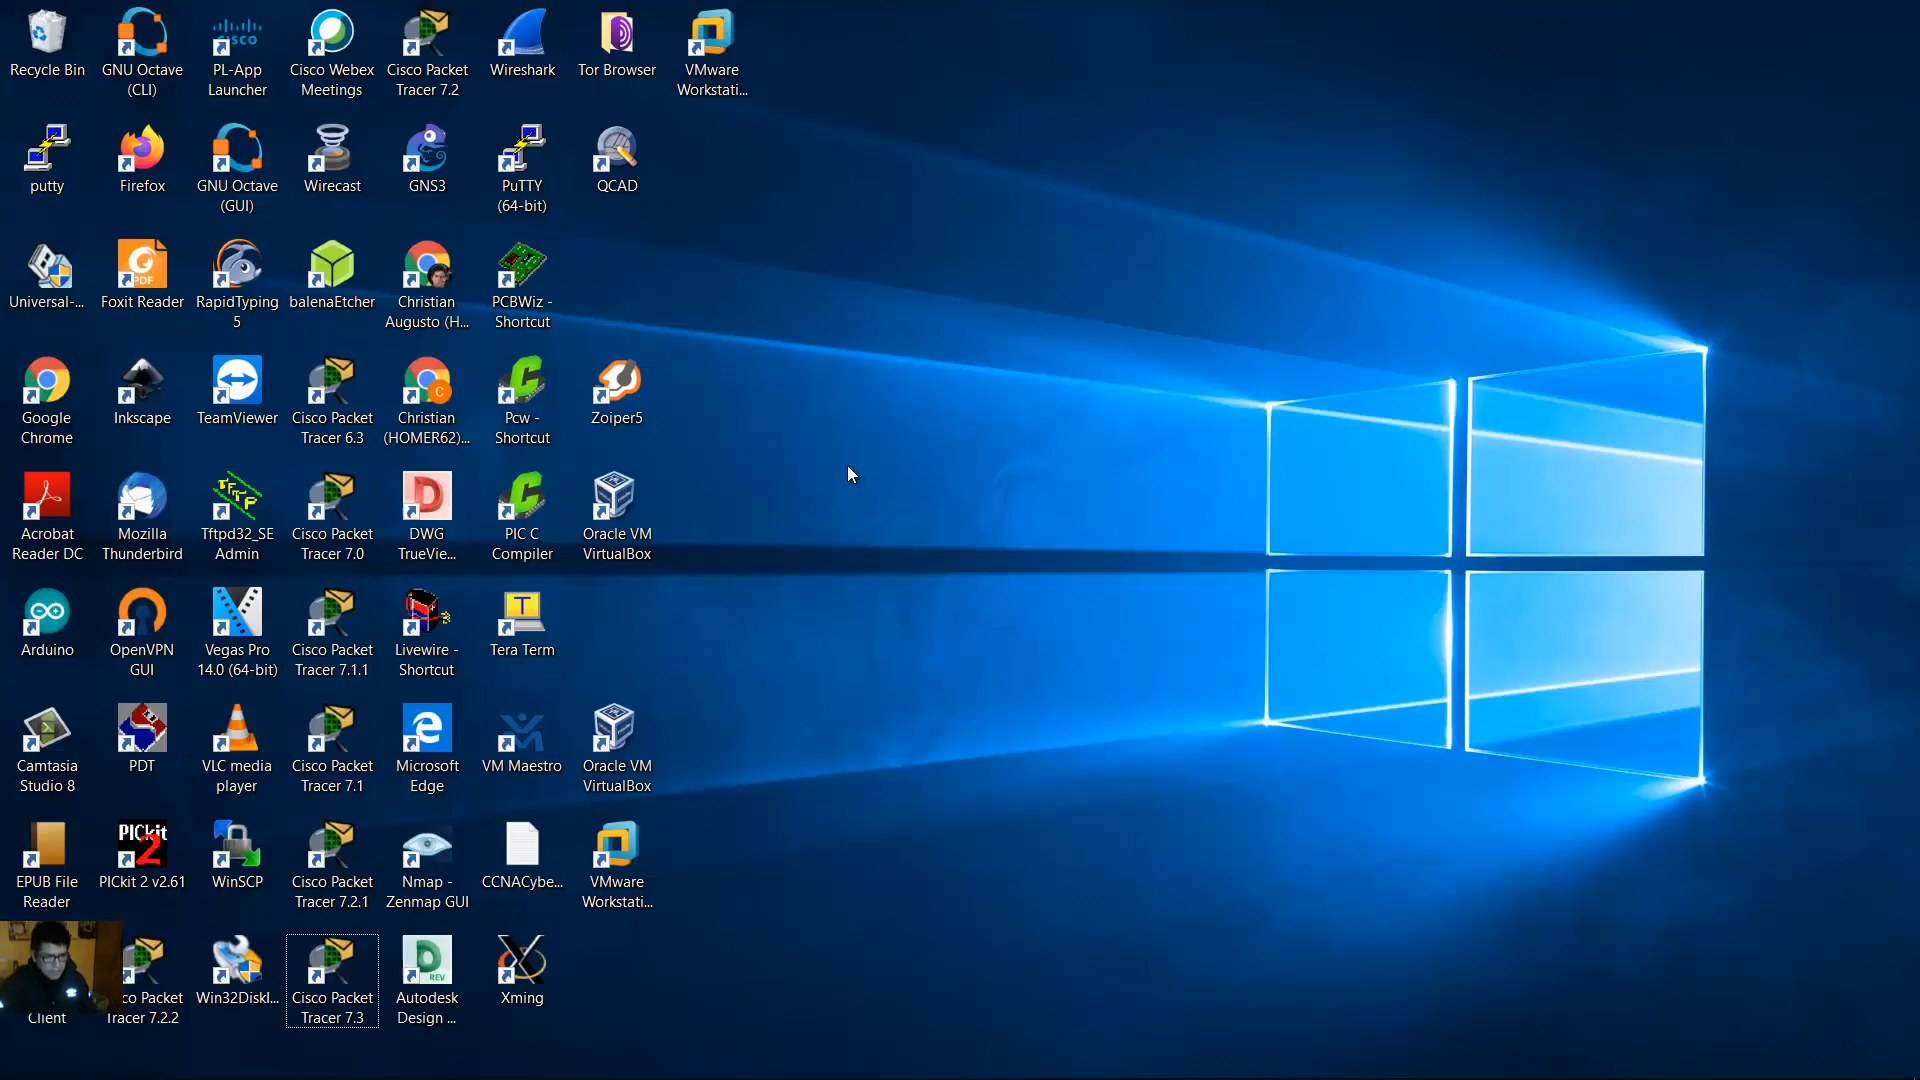 Recycle Bin
GNU Octave
(CLI)
CISCO
PL-App
Launcher
Cisco Webex
Meetings
Cisco Packet
Tracer 7.2
Wireshark
Tor Browser
VMware
Workstati...
putty
Firefox
GNU Octave
(GUI)
Wirecast
GNS3
PuTTY
(64-bit)
QCAD
Universal-...
PDF
Foxit Reader
RapidTyping
5
balenaEtcher
Christian
Augusto (H...
PCBWiz -
Shortcut
Google
Chrome
Inkscape
TeamViewer
Cisco Packet
Tracer 6.3
C
Christian
(HOMER62)...
Pcw -
Shortcut
Zoiper5
Acrobat
Reader DC
Mozilla
Thunderbird
TFTP
Tftpd32_SE
Admin
Cisco Packet
Tracer 7.0
D
DWG
TrueVie...
PIC C
Compiler
Oracle VM
VirtualBox
Arduino
OpenVPN
GUI
Vegas Pro
14.0 (64-bit)
Cisco Packet
Tracer 7.1.1
Livewire -
Shortcut
T
Tera Term
Camtasia
Studio 8
PDT
VLC media
player
Cisco Packet
Tracer 7.1
Microsoft
Edge
VM Maestro
Oracle VM
VirtualBox
EPUB File
Reader
PICkit
2
PICkit 2 v2.61
WinSCP
Cisco Packet
Tracer 7.2.1
Nmap -
Zenmap GUI
CCNACybe...
VMware
Workstati...
Client
co Packet
Tracer 7.2.2
Win32DiskI...
Cisco Packet
Tracer 7.3
D
REV
Autodesk
Design ...
Xming